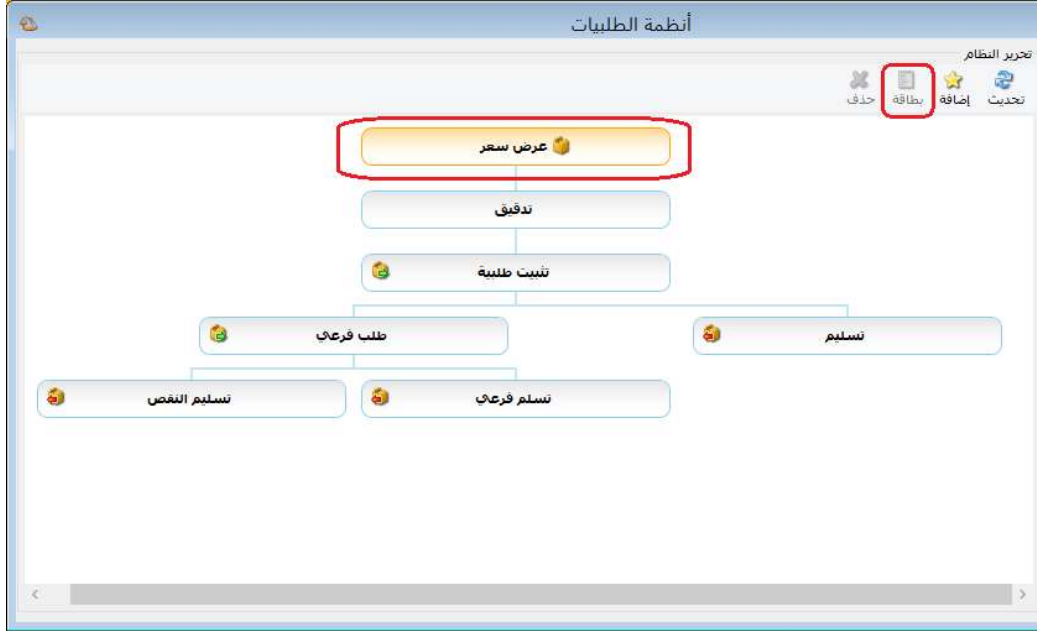 أنظمة الطلبيات
تحرير النظام
تحديث إضافة بطاقة حذف
عرض سعر
تدقيق
تثبيت طلبية
تسليم طلب فرعي
تسلم فرعي تسليم النقص